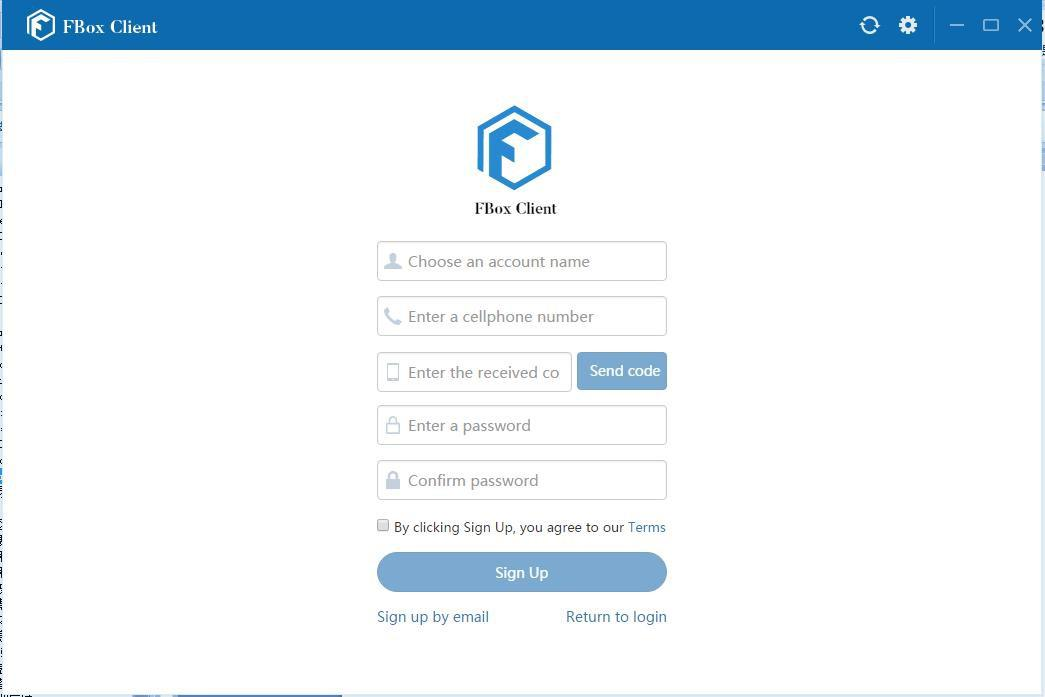 FBox Client
FBox Client
Choose an account name
Enter a cellphone number
Enter the received co
Send code
Enter a password
Confirm password
By clicking Sign Up, you agree to our Terms
Sign Up
Sign up by email
Return to login